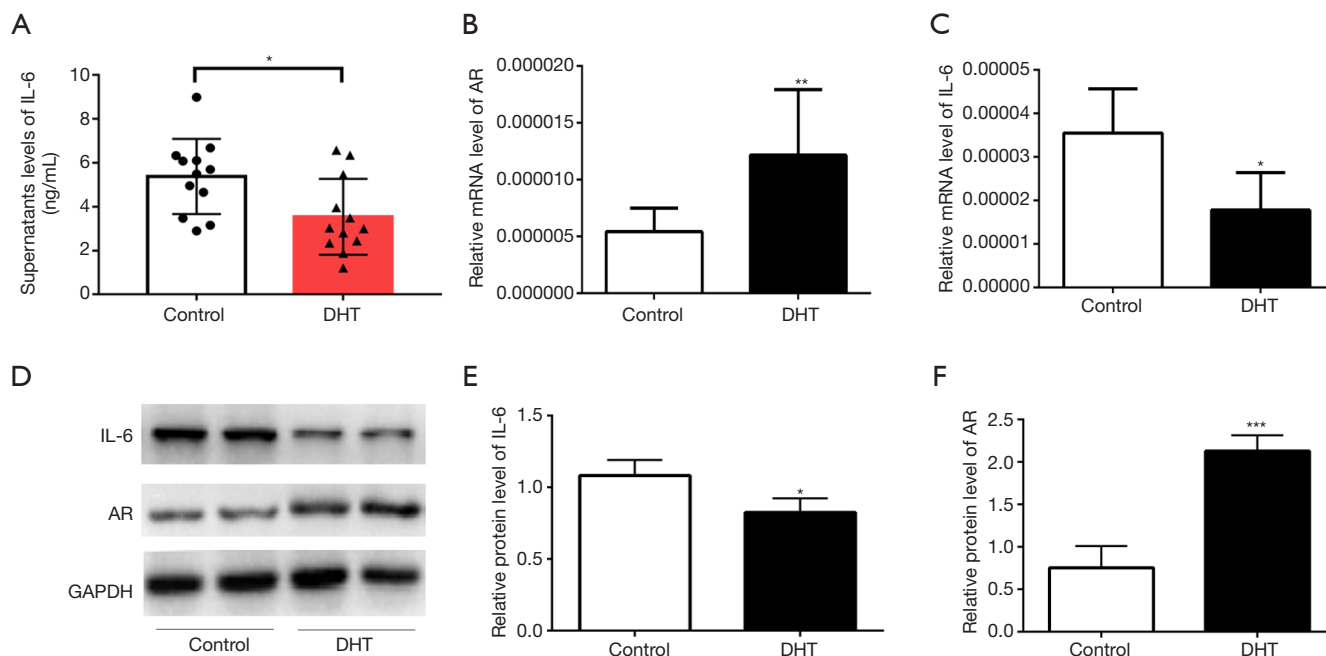 A
Supernatants levels of IL-6
(ng/mL)
10
8
6
4
2
0
*
Control
DHT
B
Relative mRNA level of AR
0.000020
0.000015
0.000010
0.000005
0.000000
**
Control
DHT
C
Relative mRNA level of IL-6
0.00005
0.00004
0.00003
0.00002
0.00001
0.00000
*
Control
DHT
D
IL-6
AR
GAPDH
Control
DHT
E
Relative protein level of IL-6
1.5
1.0
0.5
0.0
*
Control
DHT
F
Relative protein level of AR
2.5
2.0
1.5
1.0
0.5
0.0
***
Control
DHT